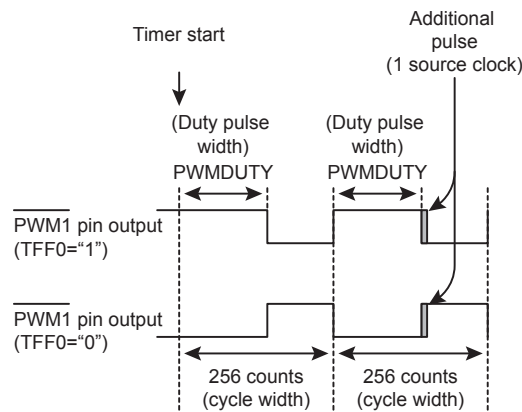 Additional
pulse
(1 source clock)
Timer start
(Duty pulse
width)
PWMDUTY
(Duty pulse
width)
PWMDUTY
PWM1 pin output
(TFF0=“1”)
PWM1 pin output
(TFF0=“0”)
256 counts
(cycle width)
256 counts
(cycle width)